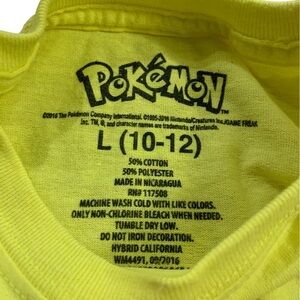 POKéMON™
©2016 The Pokémon Company International. ©1995-2016 Nintendo/Creatures Inc./GAME FREAK
Inc. TM, ®, and character names are trademarks of Nintendo.
L (10-12)
50% COTTON
50% POLYESTER
MADE IN NICARAGUA
RN# 117508
MACHINE WASH COLD WITH LIKE COLORS.
ONLY NON-CHLORINE BLEACH WHEN NEEDED.
TUMBLE DRY LOW.
DO NOT IRON DECORATION.
HYBRID CALIFORNIA
WM4491, 09/2016